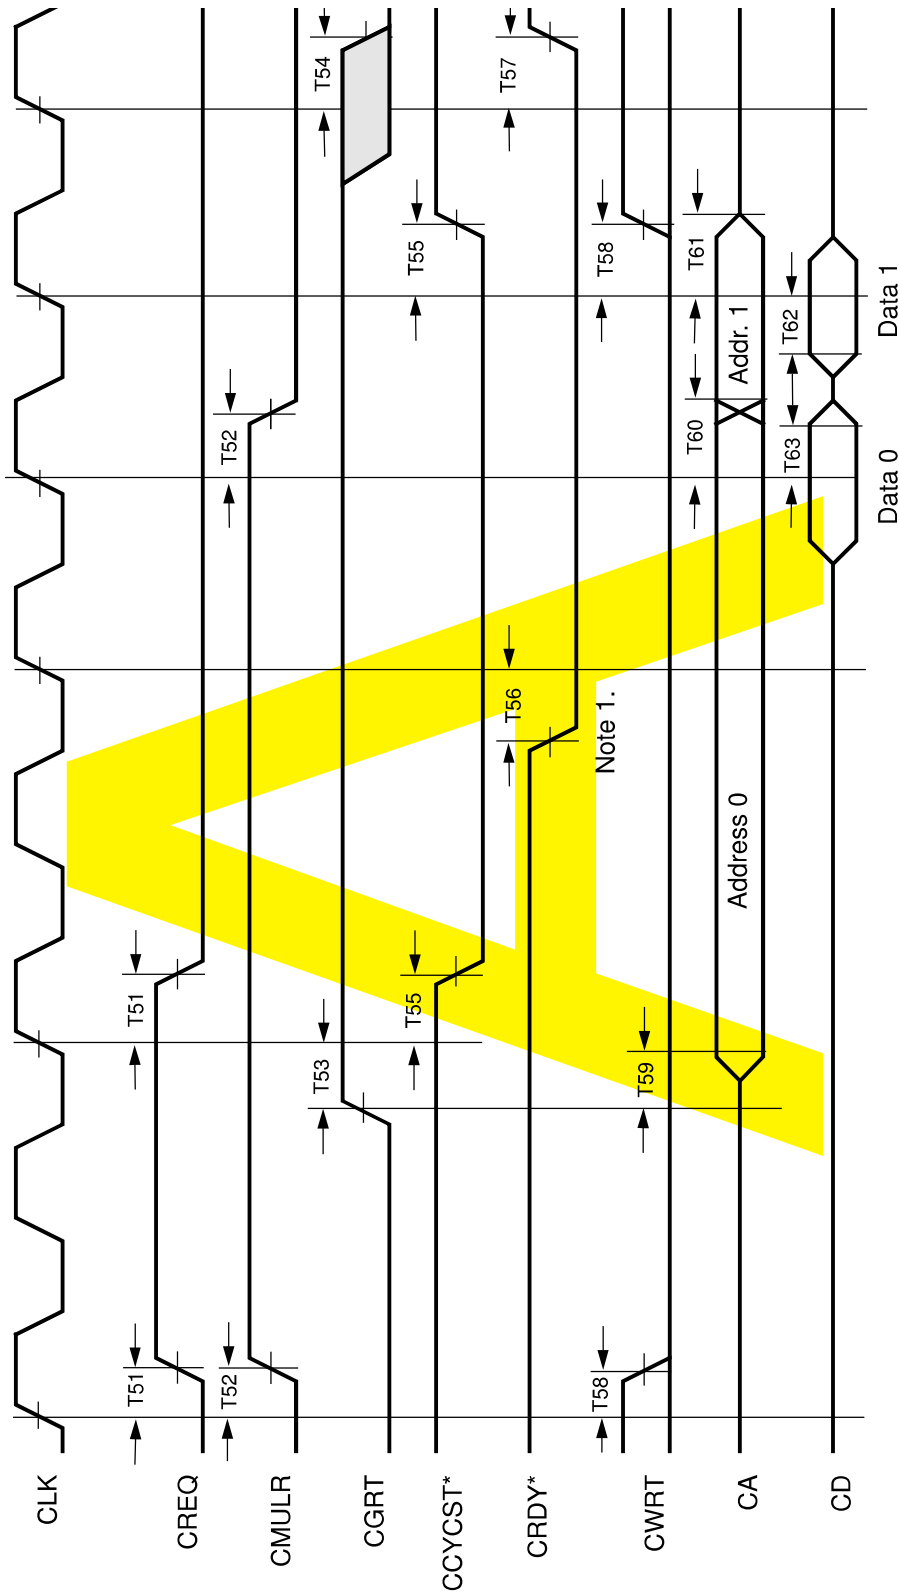 CLK
CREQ
T51
T51
CMULR
T52
T52
CGRT
T53
T54
CCYCST*
T55
T55
CRDY*
T56
T57
Note 1.
CWRT
T58
T59
T58
CA
Address 0
T60
Addr. 1
T61
CD
T63
T62
Data 0
Data 1